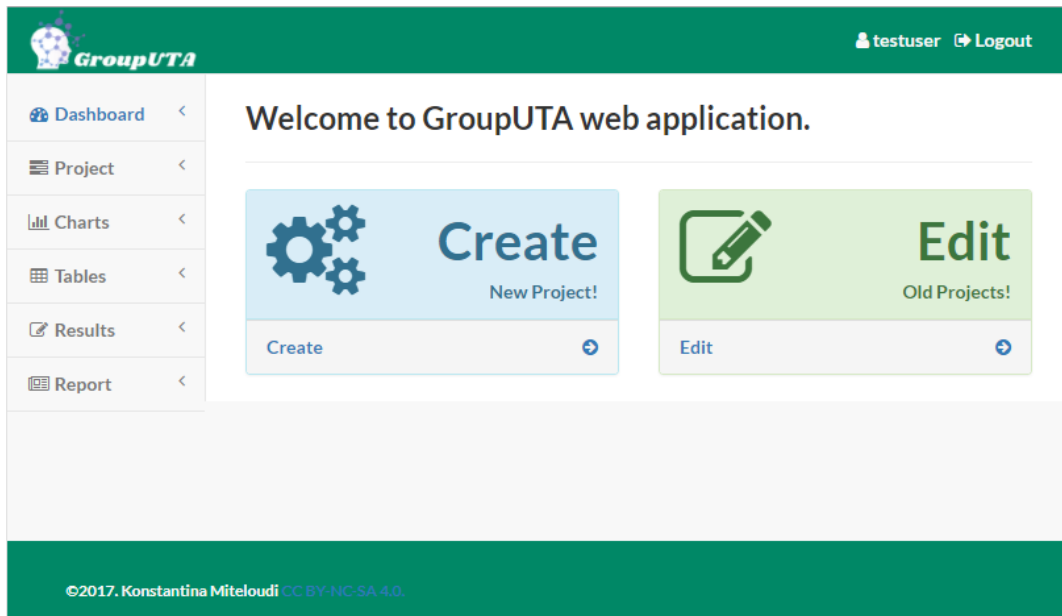 GroupUTA
testuser Logout
Dashboard
Project
Charts
Tables
Results
Report
Welcome to GroupUTA web application.
Create
New Project!
Create
Edit
Old Projects!
Edit
©2017. Konstantina Miteloudi CC BY-NC-SA 4.0.